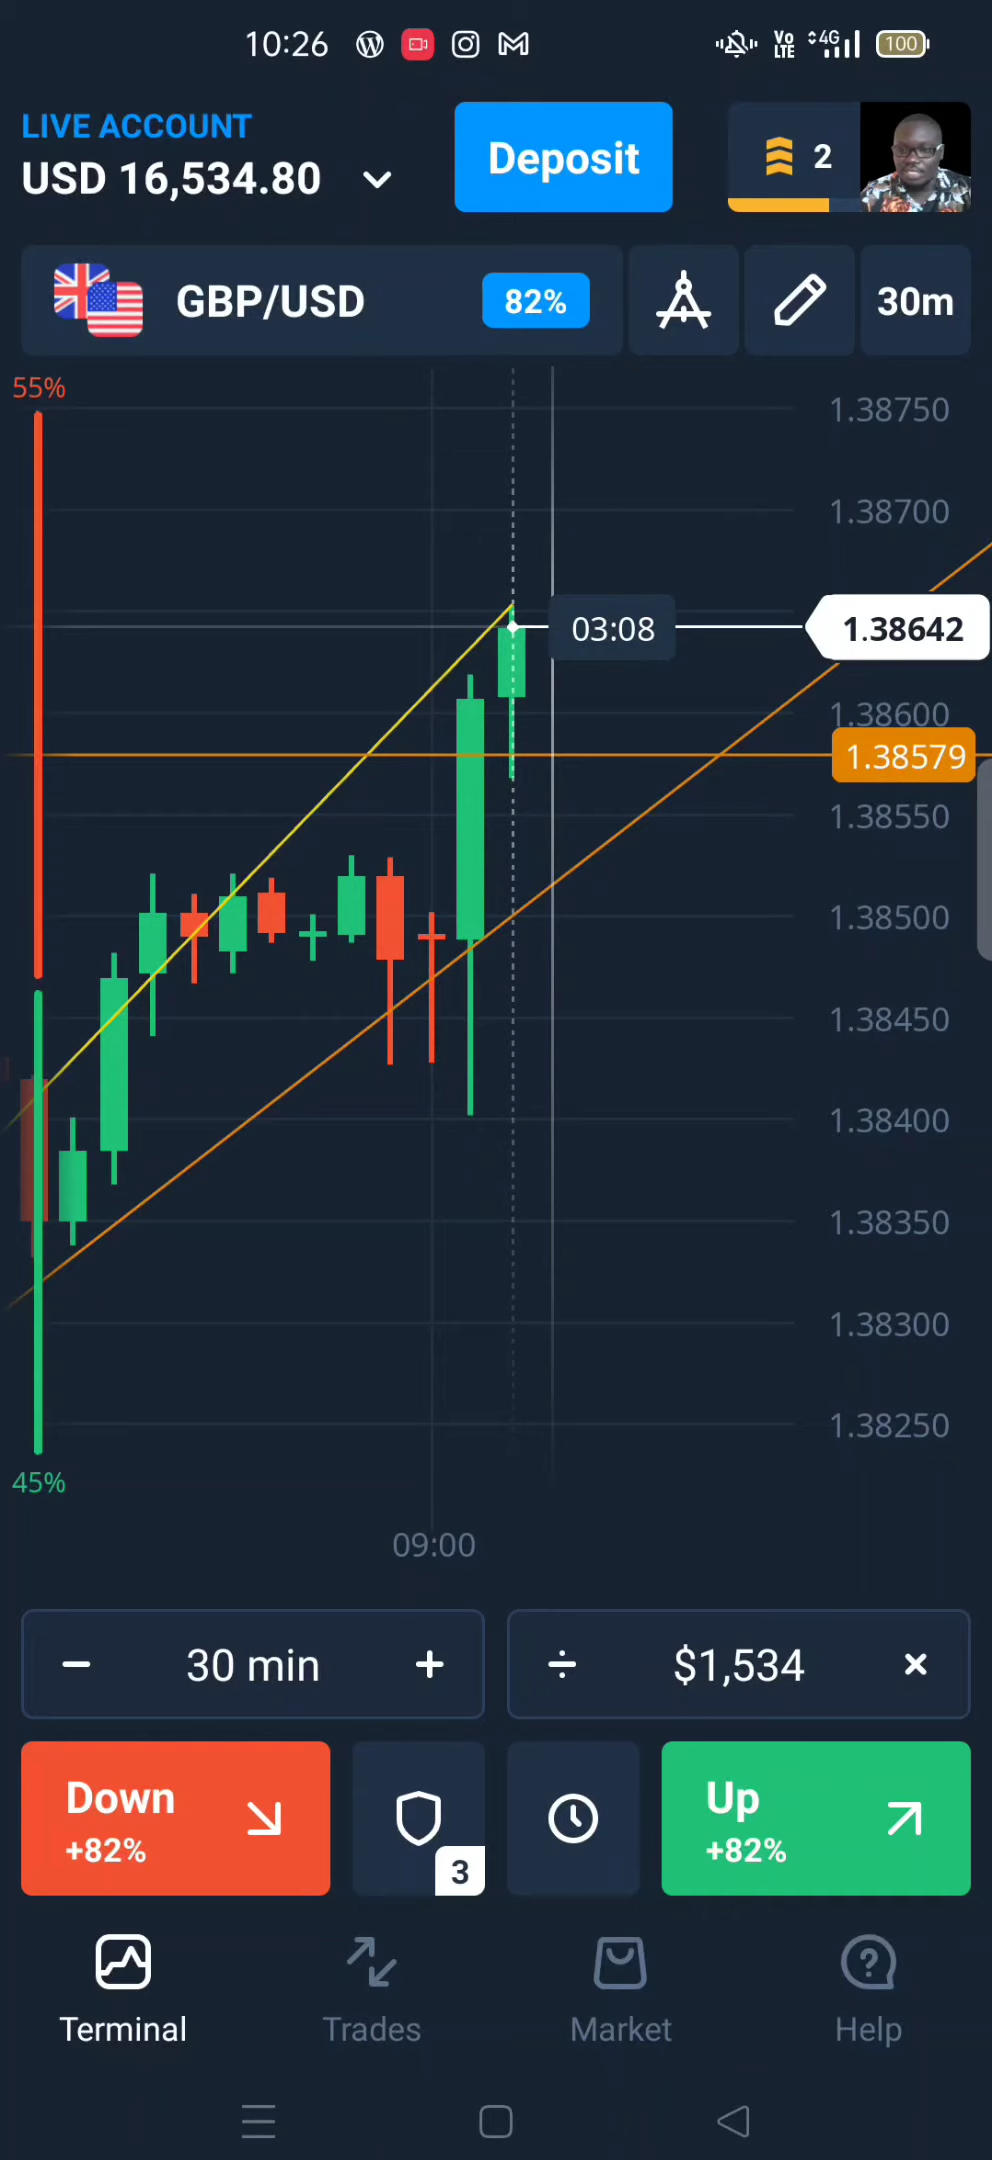 10:26
Vo LTE 4G 100
LIVE ACCOUNT
USD 16,534.80
Deposit
2
GBP/USD
82%
30m
55%
1.38750
1.38700
03:08
1.38642
1.38600
1.38579
1.38550
1.38500
1.38450
1.38400
1.38350
1.38300
1.38250
45%
09:00
− 30 min +
÷ $1,534 ×
Down
+82%
3
Up
+82%
Terminal
Trades
Market
Help